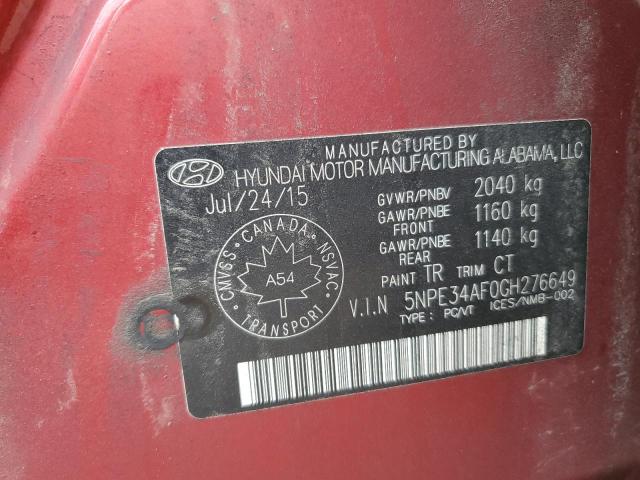 MANUFACTURED BY
HYUNDAI MOTOR MANUFACTURING ALABAMA, LLC
Jul/24/15
GVWR/PNBV 2040 kg
GAWR/PNBE FRONT 1160 kg
GAWR/PNBE REAR 1140 kg
PAINT TR TRIM CT
CMVSS • CANADA • NSVAC
A54
• TRANSPORT •
V.I.N 5NPE34AF0GH276649
TYPE : PC/VT ICES/NMB-002